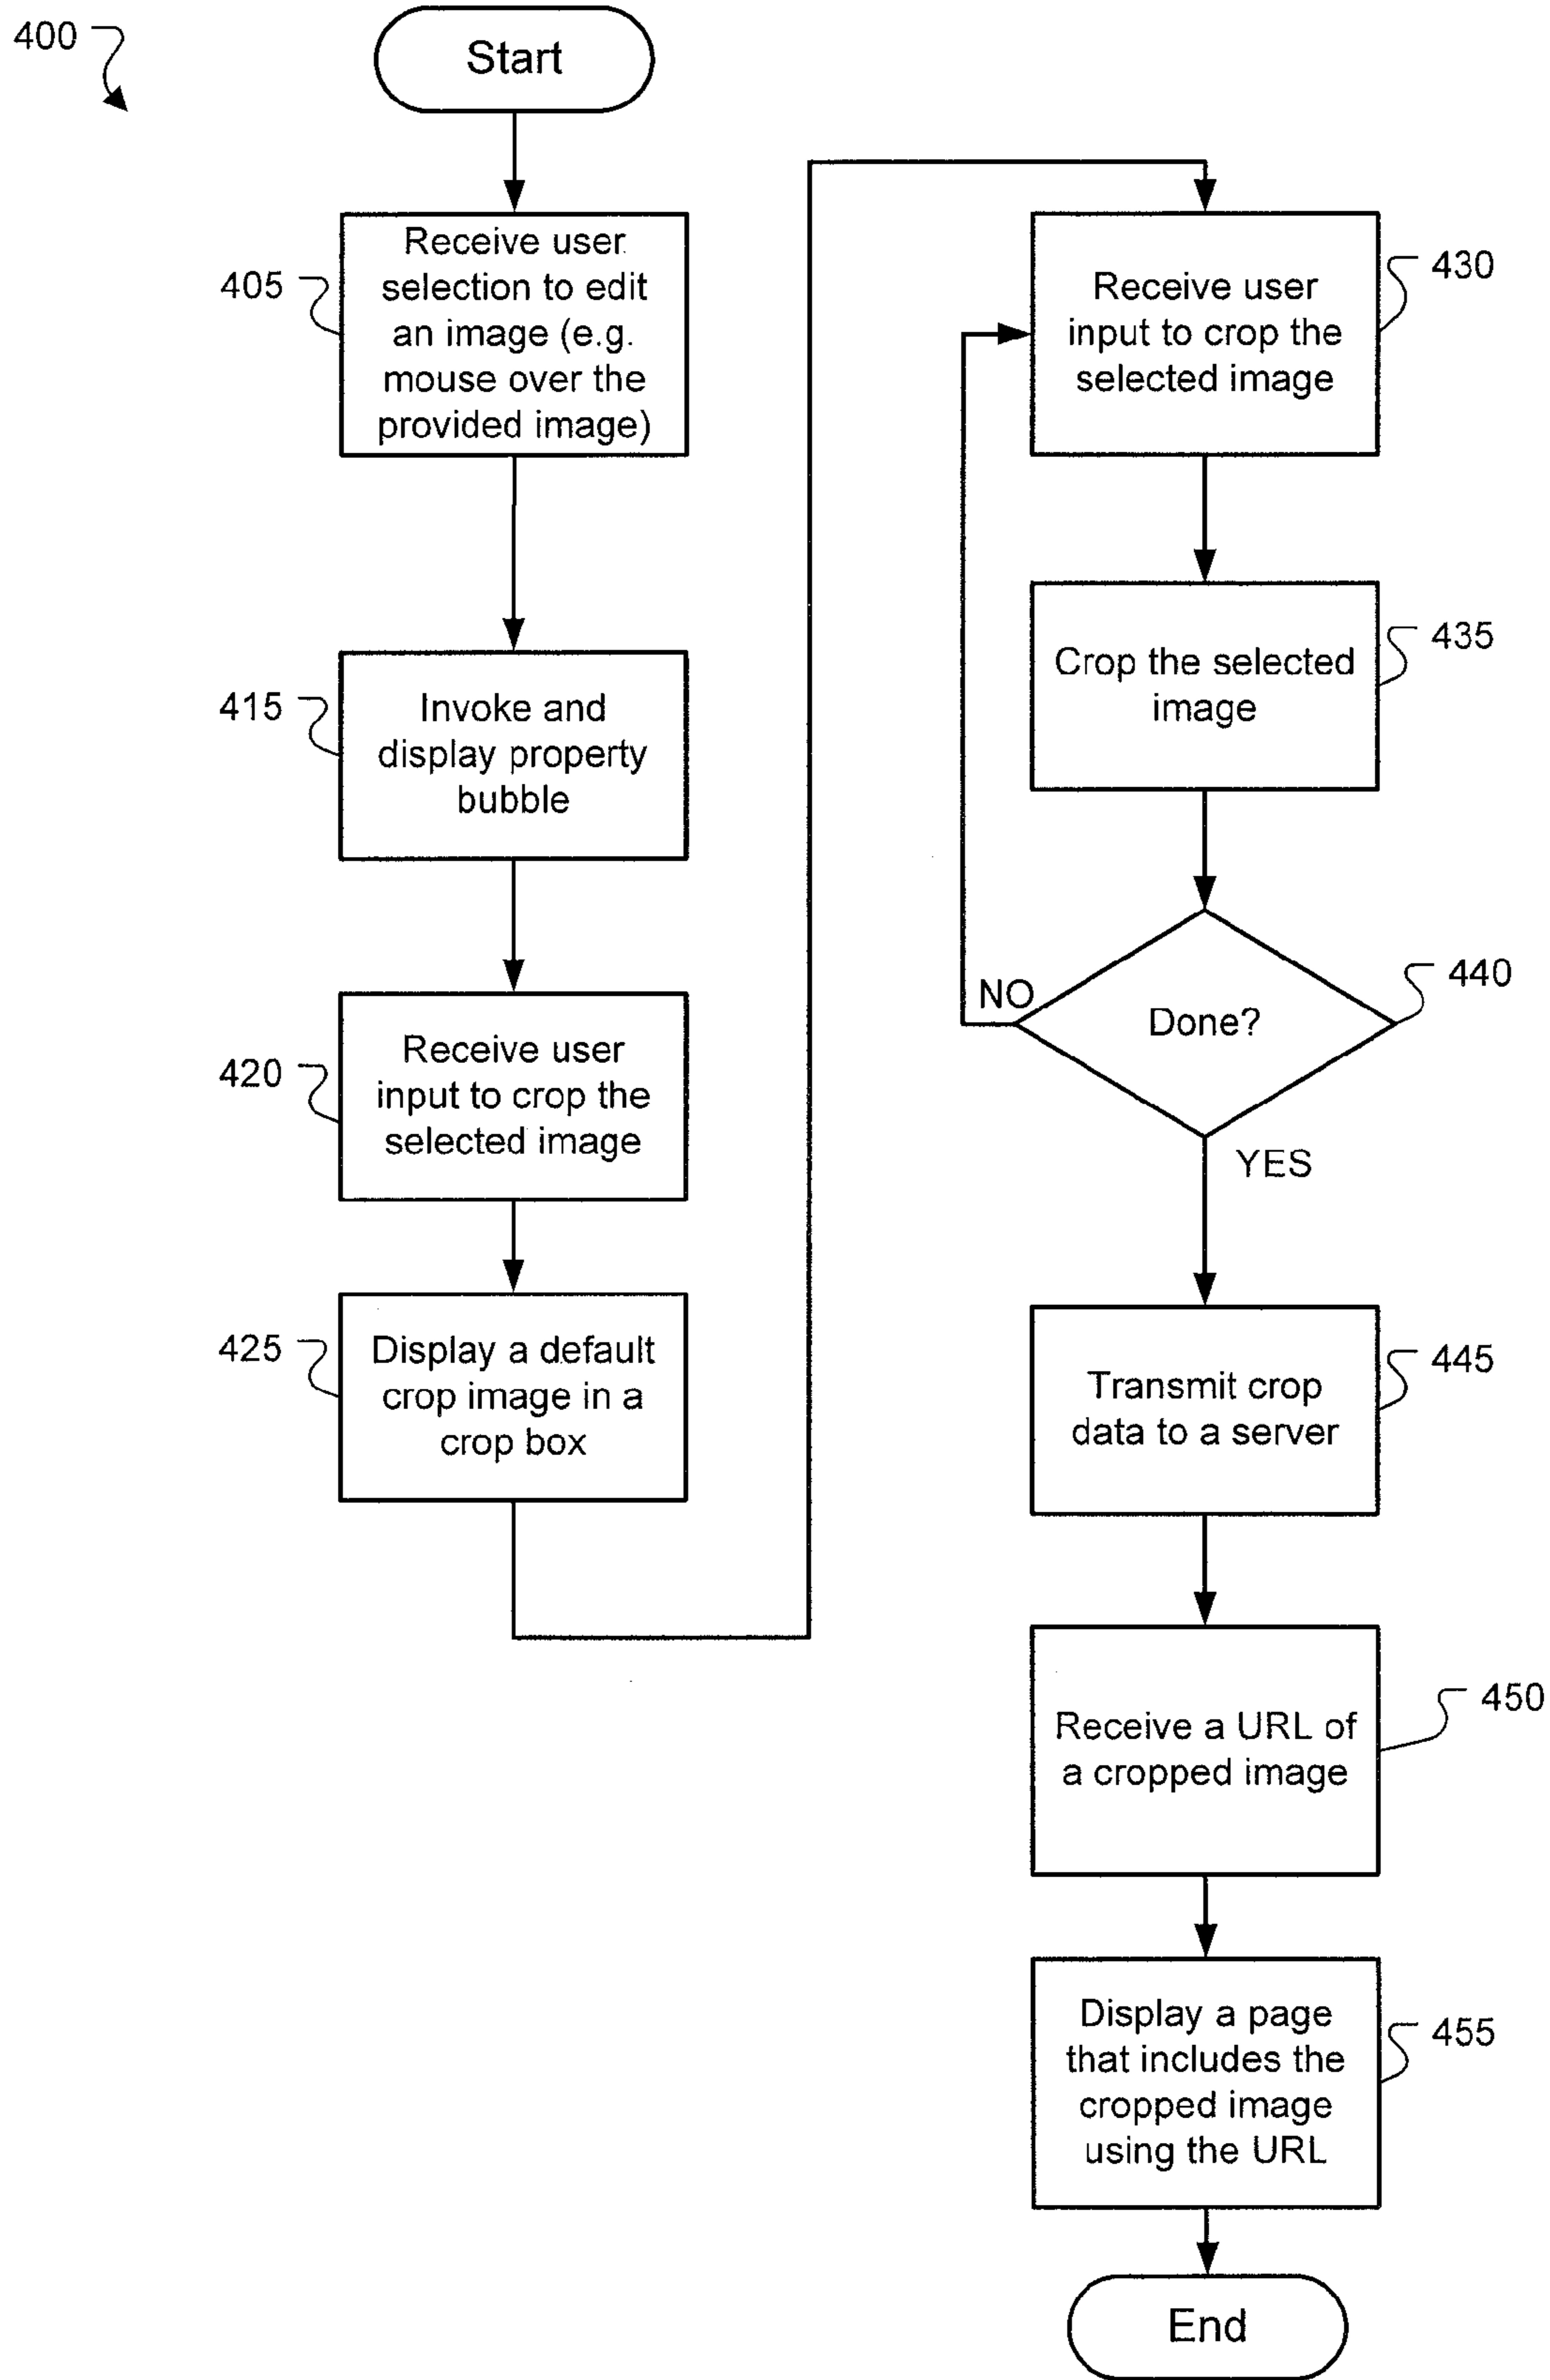 400
Start
405
Receive user
selection to edit
an image (e.g.
mouse over the
provided image)
415
Invoke and
display property
bubble
420
Receive user
input to crop the
selected image
425
Display a default
crop image in a
crop box
430
Receive user
input to crop the
selected image
435
Crop the selected
image
440
Done?
NO
YES
445
Transmit crop
data to a server
450
Receive a URL of
a cropped image
455
Display a page
that includes the
cropped image
using the URL
End